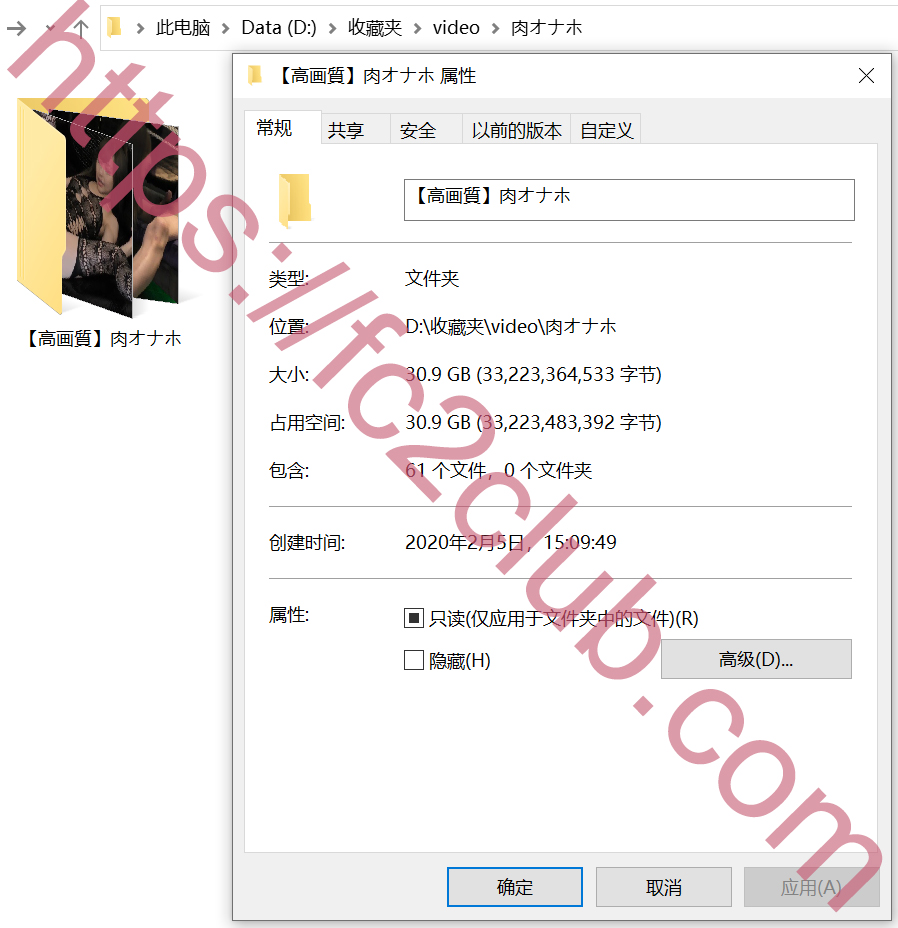 此电脑 > Data (D:) > 收藏夹 > video > 肉オナホ
【高画質】肉オナホ 属性
常规 共享 安全 以前的版本 自定义
【高画質】肉オナホ
【高画質】肉オナホ
类型: 文件夹
位置: D:\收藏夹\video\肉オナホ
大小: 30.9 GB (33,223,364,533 字节)
占用空间: 30.9 GB (33,223,483,392 字节)
包含: 61 个文件，0 个文件夹
创建时间: 2020年2月5日，15:09:49
属性: 只读(仅应用于文件夹中的文件)(R)
隐藏(H)
高级(D)...
确定 取消 应用(A)
https://fc2club.com